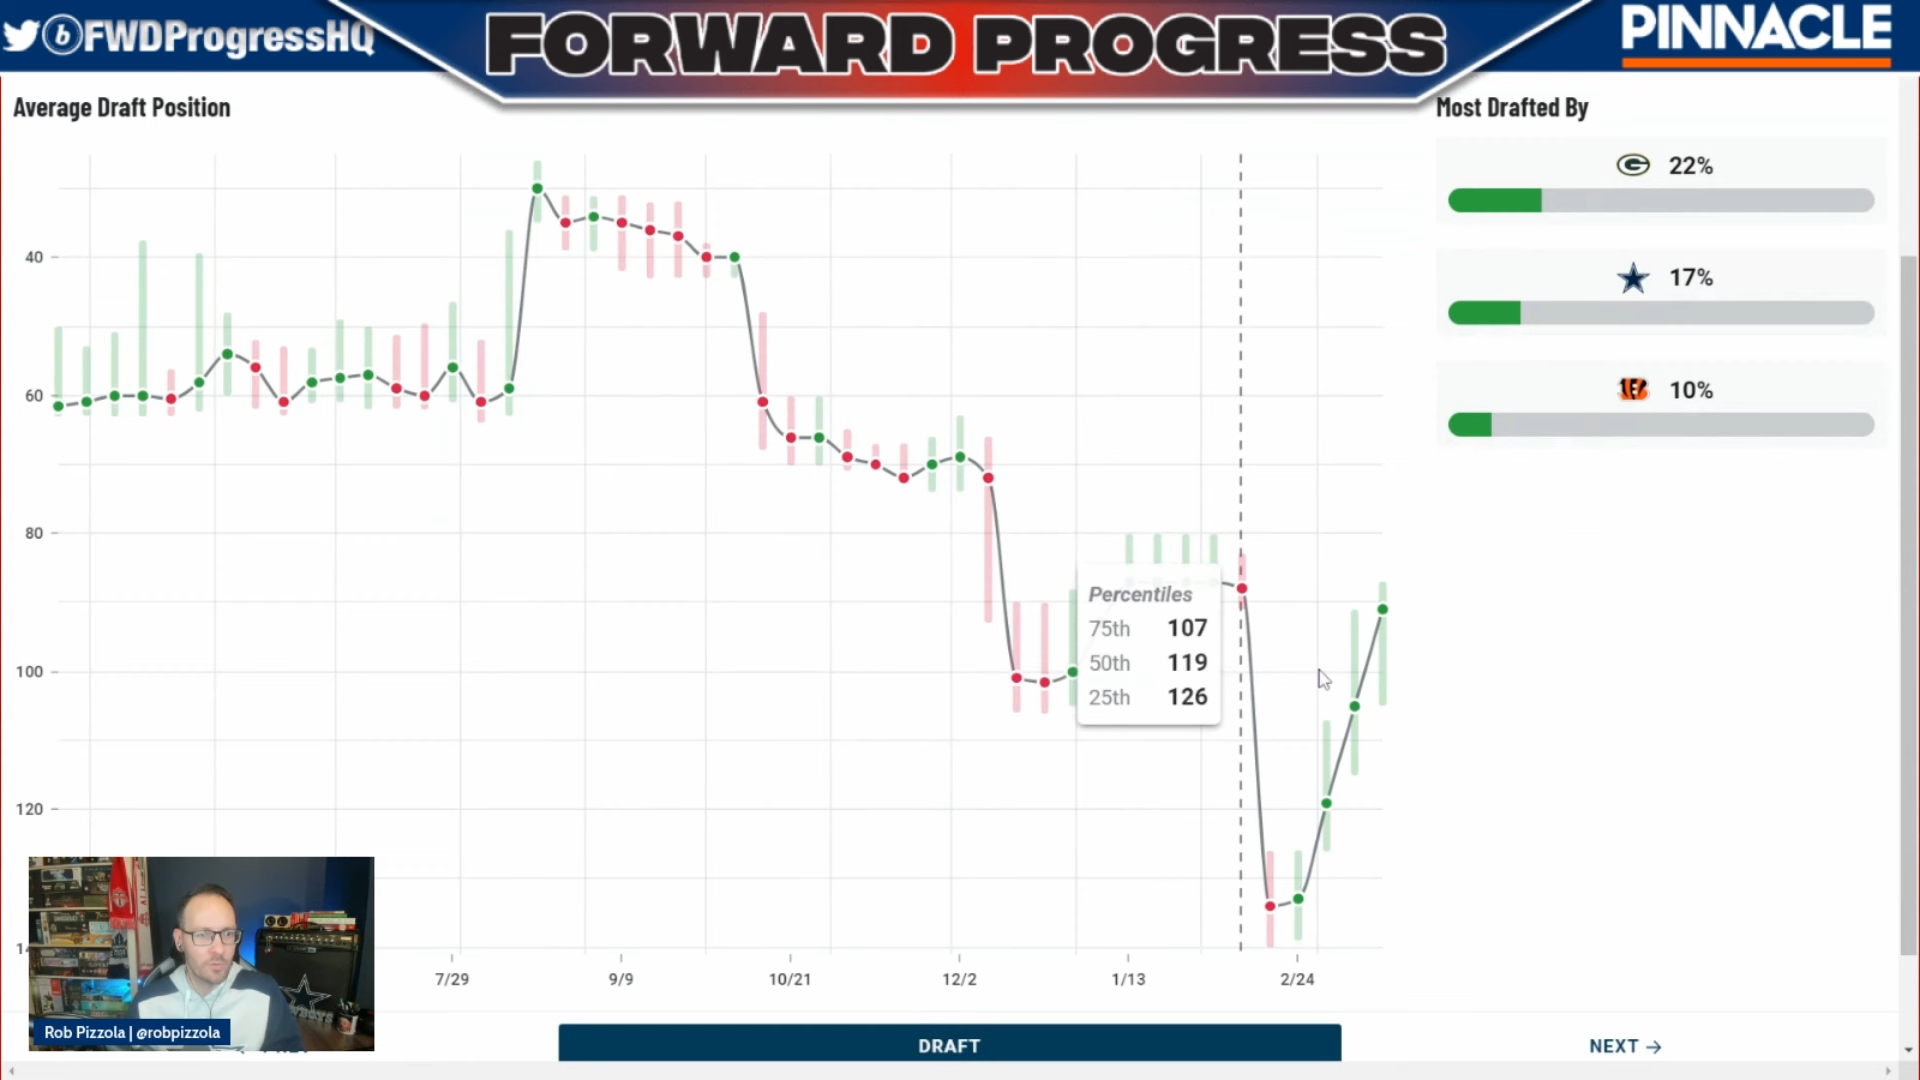 b @FWDProgressHQ
FORWARD PROGRESS
PINNACLE
Average Draft Position
Most Drafted By
22%
17%
10%
40
60
80
100
120
Percentiles
75th 107
50th 119
25th 126
7/29
9/9
10/21
12/2
1/13
2/24
Rob Pizzola | @robpizzola
DRAFT
NEXT →